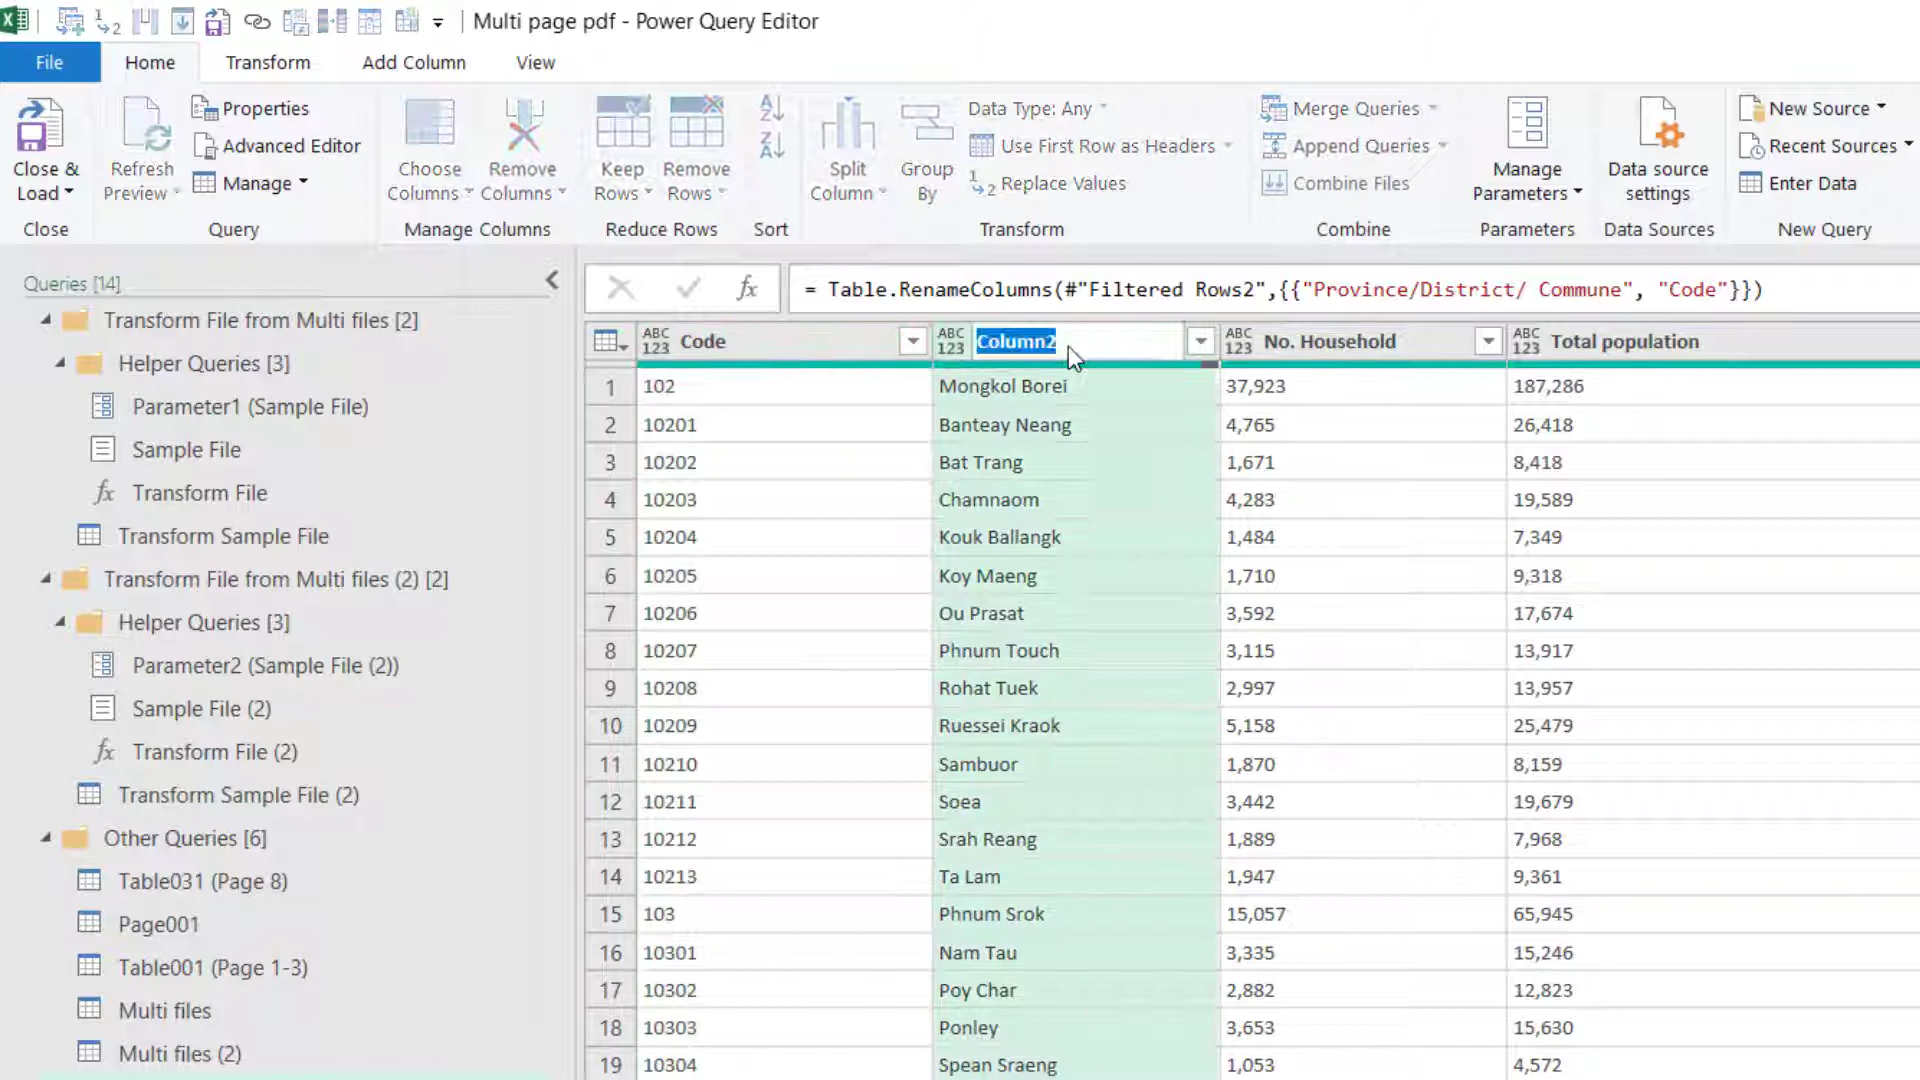 Multi page pdf - Power Query Editor
File Home Transform Add Column View
Close & Load
Refresh Preview
Properties
Advanced Editor
Manage
Choose Columns
Remove Columns
Keep Rows
Remove Rows
Split Column
Group By
Data Type: Any
Use First Row as Headers
Replace Values
Merge Queries
Append Queries
Combine Files
Manage Parameters
Data source settings
New Source
Recent Sources
Enter Data
Close Query Manage Columns Reduce Rows Sort Transform Combine Parameters Data Sources New Query
Queries [14]
Transform File from Multi files [2]
Helper Queries [3]
Parameter1 (Sample File)
Sample File
fx Transform File
Transform Sample File
Transform File from Multi files (2) [2]
Helper Queries [3]
Parameter2 (Sample File (2))
Sample File (2)
fx Transform File (2)
Transform Sample File (2)
Other Queries [6]
Table031 (Page 8)
Page001
Table001 (Page 1-3)
Multi files
Multi files (2)
fx = Table.RenameColumns(#"Filtered Rows2",{{"Province/District/ Commune", "Code"}})
ABC 123 Code ABC 123 Column2 ABC 123 No. Household ABC 123 Total population
1 102 Mongkol Borei 37,923 187,286
2 10201 Banteay Neang 4,765 26,418
3 10202 Bat Trang 1,671 8,418
4 10203 Chamnaom 4,283 19,589
5 10204 Kouk Ballangk 1,484 7,349
6 10205 Koy Maeng 1,710 9,318
7 10206 Ou Prasat 3,592 17,674
8 10207 Phnum Touch 3,115 13,917
9 10208 Rohat Tuek 2,997 13,957
10 10209 Ruessei Kraok 5,158 25,479
11 10210 Sambuor 1,870 8,159
12 10211 Soea 3,442 19,679
13 10212 Srah Reang 1,889 7,968
14 10213 Ta Lam 1,947 9,361
15 103 Phnum Srok 15,057 65,945
16 10301 Nam Tau 3,335 15,246
17 10302 Poy Char 2,882 12,823
18 10303 Ponley 3,653 15,630
19 10304 Spean Sraeng 1,053 4,572